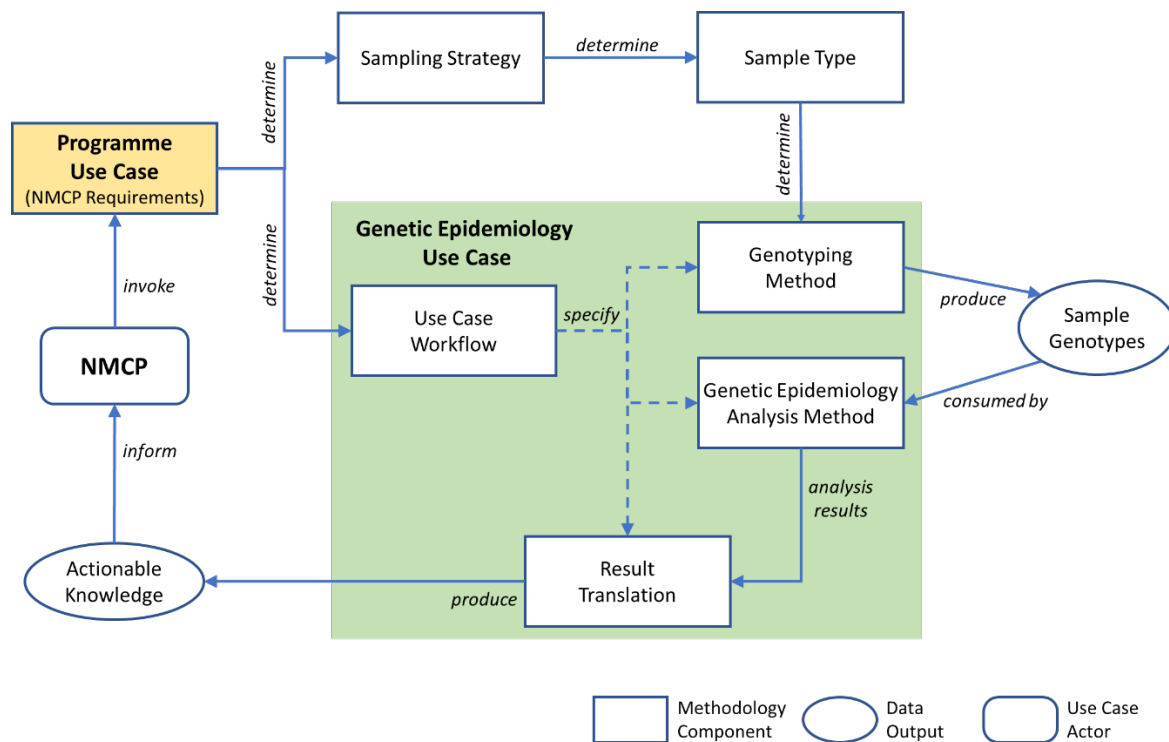 Sampling Strategy
determine
Sample Type
determine
determine
Programme
Use Case
(NMCP Requirements)
determine
invoke
NMCP
inform
Genetic Epidemiology
Use Case
Use Case
Workflow
specify
Genotyping
Method
produce
Sample
Genotypes
consumed by
Genetic Epidemiology
Analysis Method
analysis
results
Result
Translation
produce
Actionable
Knowledge
Methodology
Component
Data
Output
Use Case
Actor